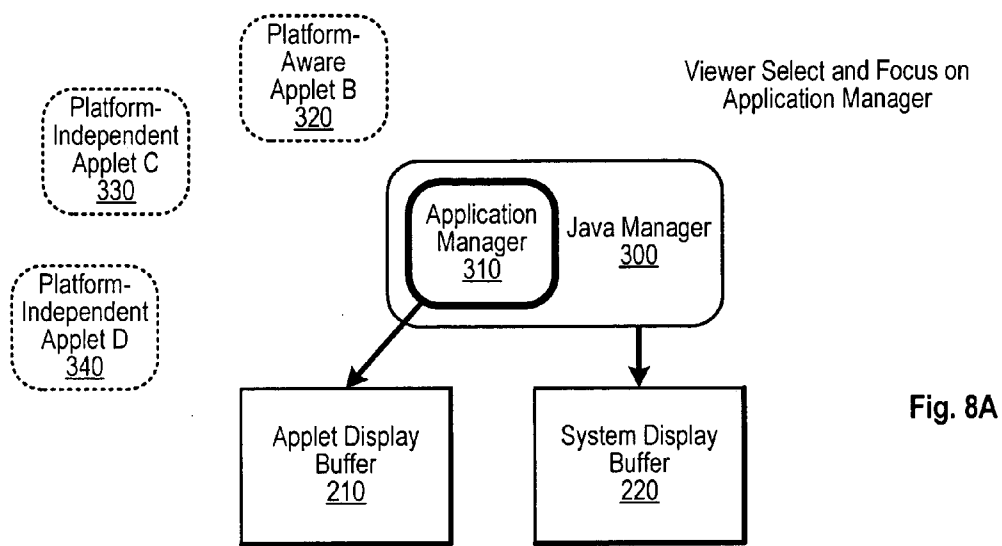 Platform-
Aware
Applet B
320
Viewer Select and Focus on
Application Manager
Platform-
Independent
Applet C
330
Application
Manager
310
Java Manager
300
Platform-
Independent
Applet D
340
Applet Display
Buffer
210
System Display
Buffer
220
Fig. 8A